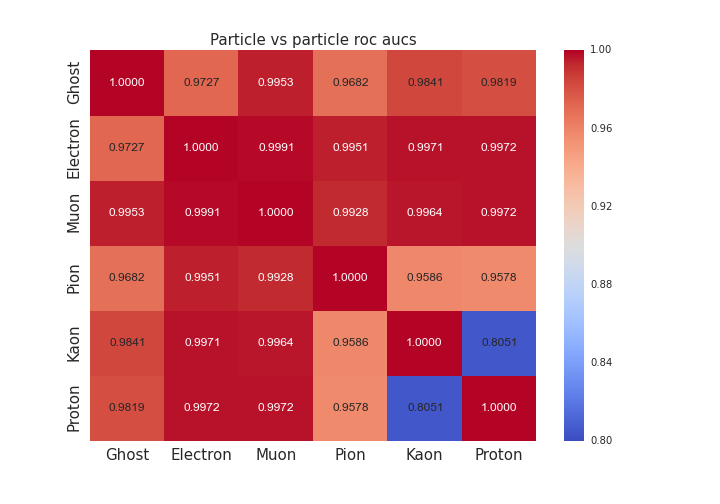 Particle vs particle roc aucs
Ghost
1.0000 0.9727 0.9953 0.9682 0.9841 0.9819
Electron
0.9727 1.0000 0.9991 0.9951 0.9971 0.9972
Muon
0.9953 0.9991 1.0000 0.9928 0.9964 0.9972
Pion
0.9682 0.9951 0.9928 1.0000 0.9586 0.9578
Kaon
0.9841 0.9971 0.9964 0.9586 1.0000 0.8051
Proton
0.9819 0.9972 0.9972 0.9578 0.8051 1.0000
Ghost Electron Muon Pion Kaon Proton
1.00
0.96
0.92
0.88
0.84
0.80